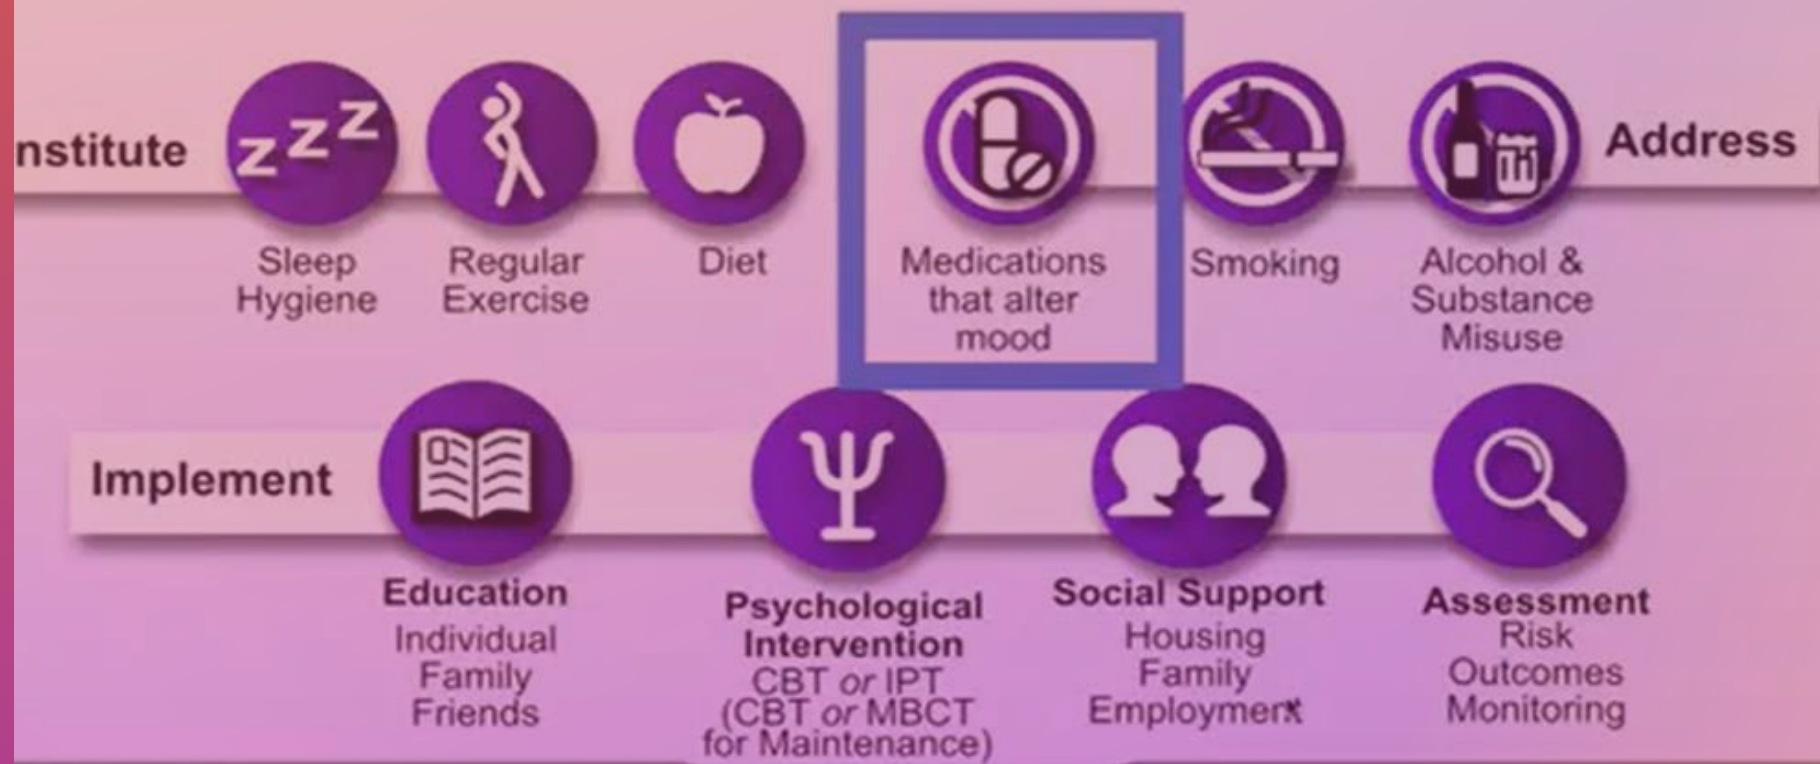 nstitute
zzz
Sleep
Hygiene
Regular
Exercise
Diet
Medications
that alter
mood
Smoking
Alcohol &
Substance
Misuse
Address
Implement
Education
Individual
Family
Friends
Psychological
Intervention
CBT or IPT
(CBT or MBCT
for Maintenance)
Social Support
Housing
Family
Employment
Assessment
Risk
Outcomes
Monitoring